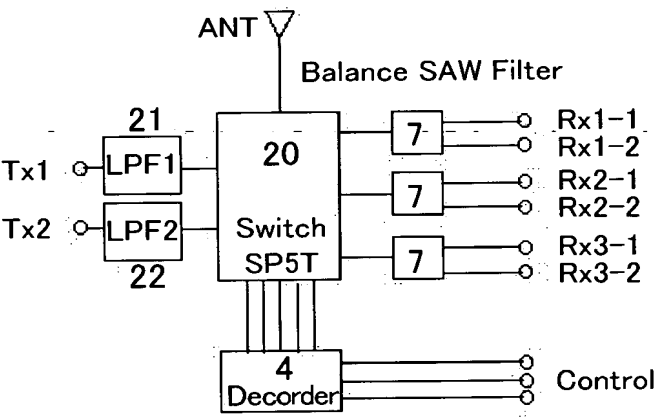 ANT
Balance SAW Filter
21
Tx1
LPF1
20
7
Rx1-1
Rx1-2
7
Rx2-1
Rx2-2
Tx2
LPF2
22
Switch
SP5T
7
Rx3-1
Rx3-2
4
Decorder
Control